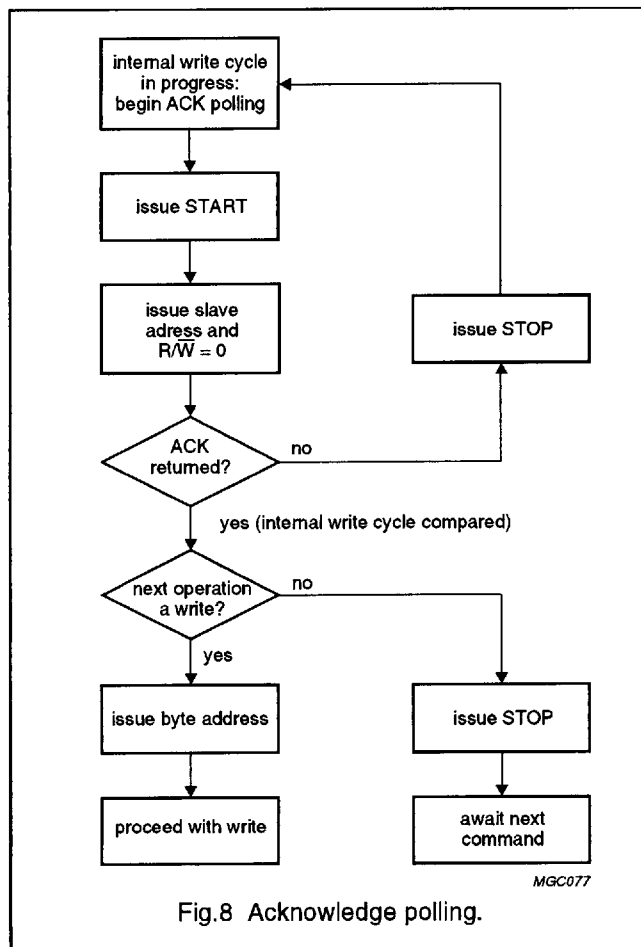 internal write cycle
in progress:
begin ACK polling
issue START
issue slave
adress and
R/W̅ = 0
issue STOP
ACK
returned?
no
yes (internal write cycle compared)
next operation
a write?
no
yes
issue byte address
issue STOP
proceed with write
await next
command
MGC077
Fig.8 Acknowledge polling.